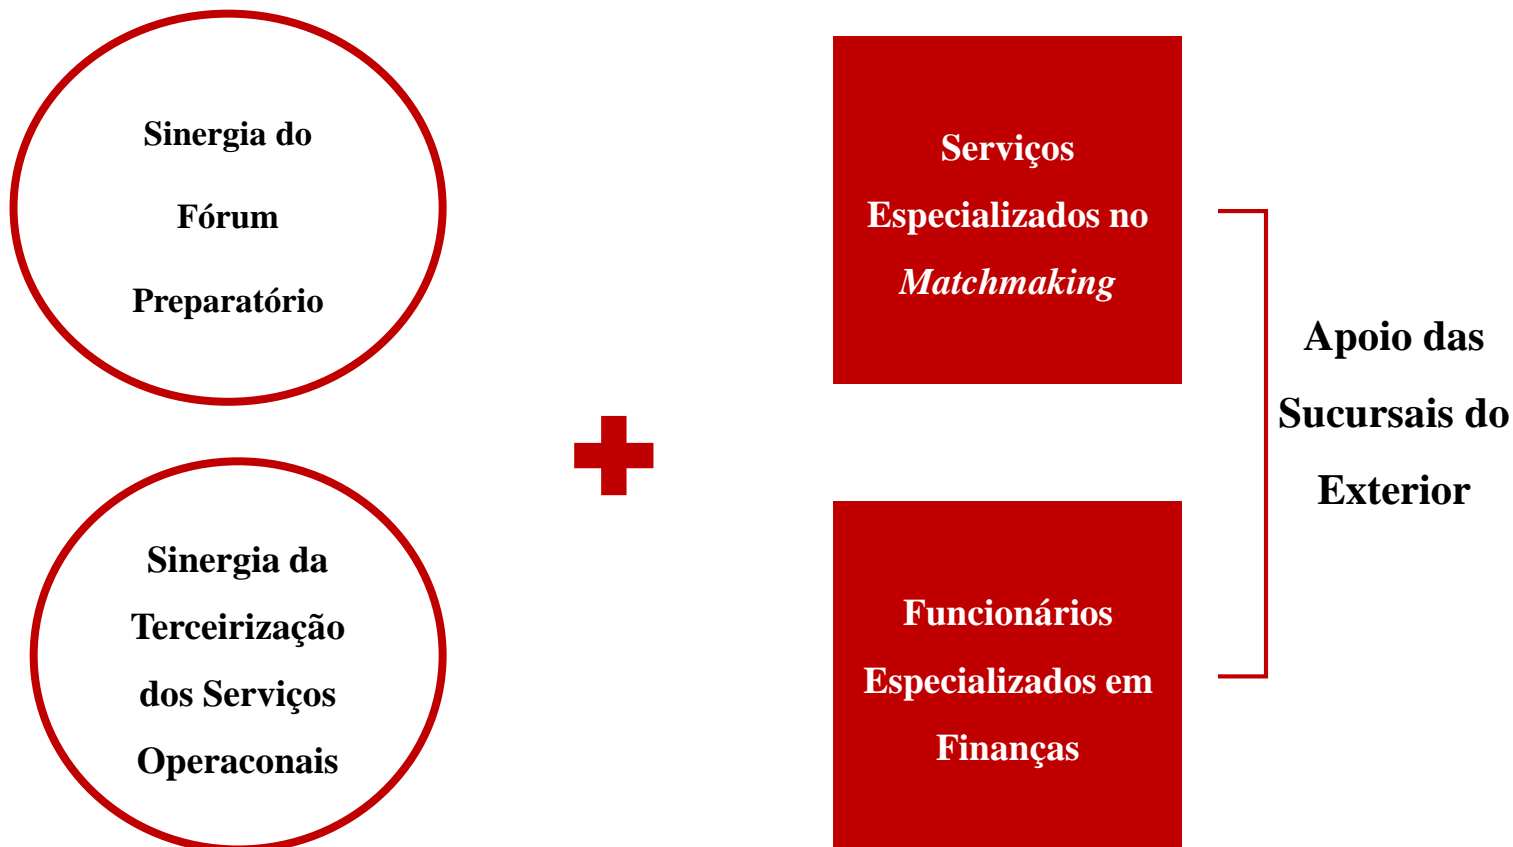 Sinergia do
Fórum
Preparatório
Sinergia da
Terceirização
dos Serviços
Operaconais
Serviços
Especializados no
Matchmaking
Funcionários
Especializados em
Finanças
Apoio das
Sucursais do
Exterior